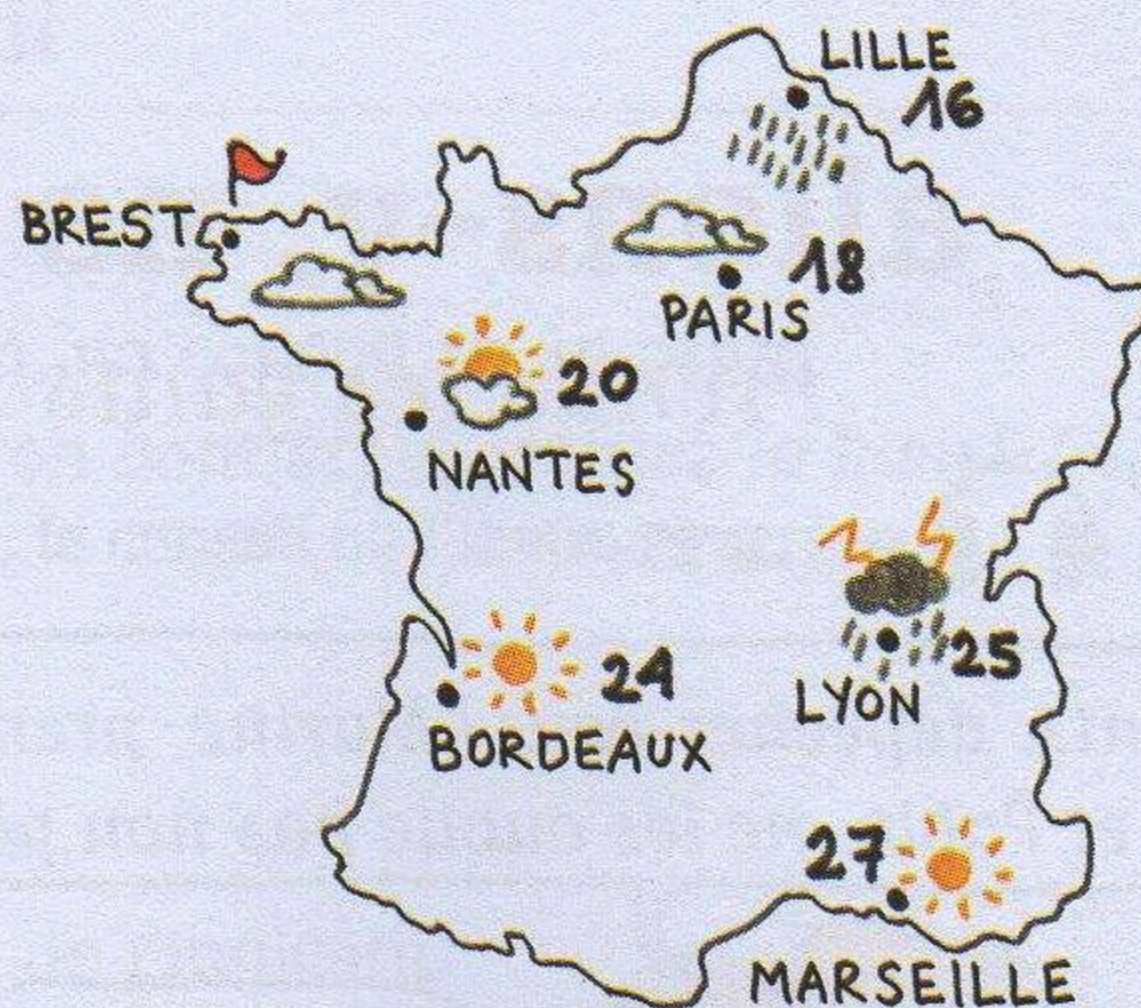 LILLE
16
BREST
18
PARIS
20
NANTES
25
LYON
24
BORDEAUX
27
MARSEILLE